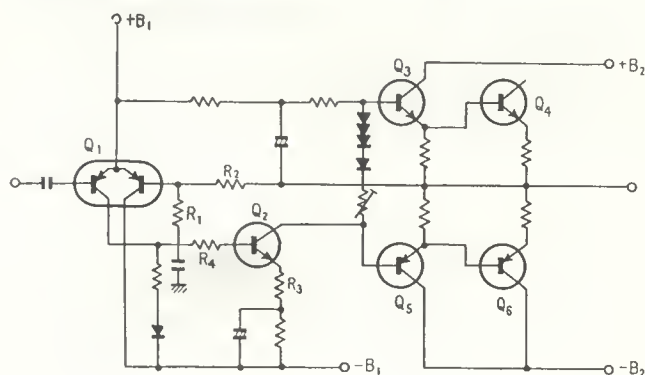 +B₁
Q₃
+B₂
Q₄
Q₁
R₂
R₁
Q₂
R₄
R₃
Q₅
Q₆
−B₁
−B₂